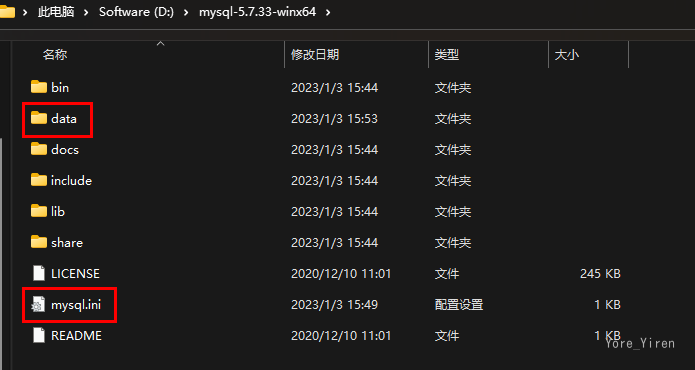 此电脑 > Software (D:) > mysql-5.7.33-winx64 >
名称 修改日期 类型 大小
bin 2023/1/3 15:44 文件夹
data 2023/1/3 15:53 文件夹
docs 2023/1/3 15:44 文件夹
include 2023/1/3 15:44 文件夹
lib 2023/1/3 15:44 文件夹
share 2023/1/3 15:44 文件夹
LICENSE 2020/12/10 11:01 文件 245 KB
mysql.ini 2023/1/3 15:49 配置设置 1 KB
README 2020/12/10 11:01 文件 1 KB
Yore_Yiren